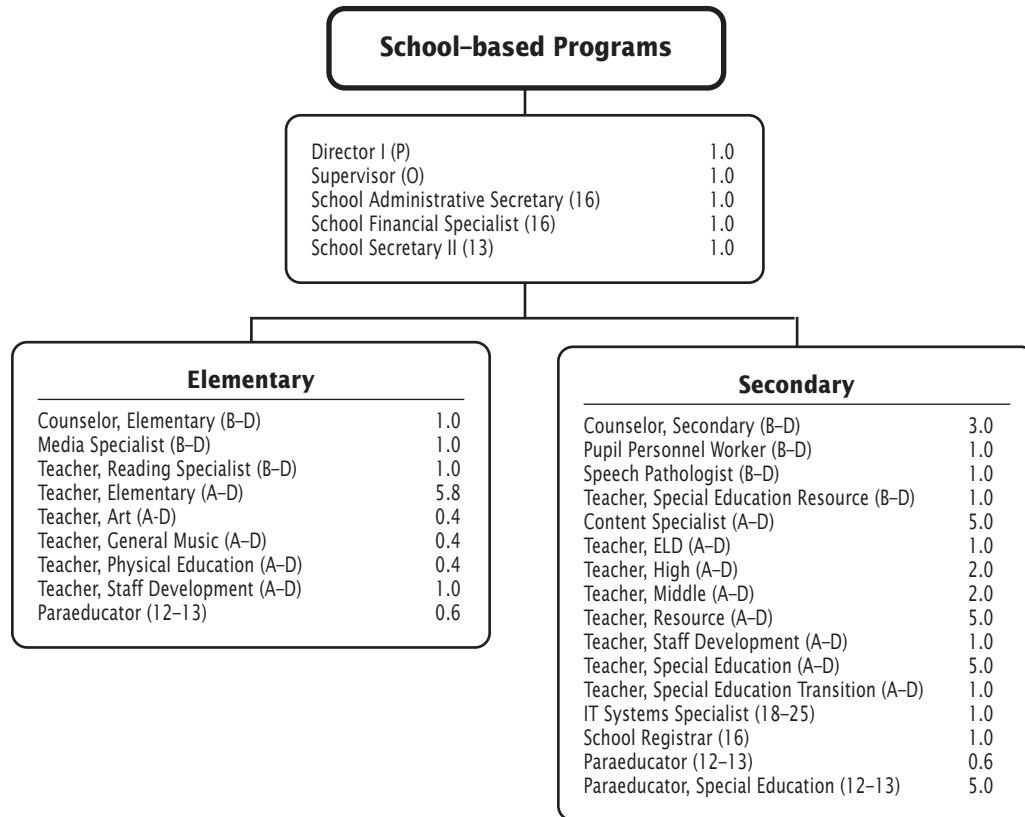 School–based Programs
Director I (P) 1.0
Supervisor (O) 1.0
School Administrative Secretary (16) 1.0
School Financial Specialist (16) 1.0
School Secretary II (13) 1.0
Elementary
Counselor, Elementary (B–D) 1.0
Media Specialist (B–D) 1.0
Teacher, Reading Specialist (B–D) 1.0
Teacher, Elementary (A–D) 5.8
Teacher, Art (A-D) 0.4
Teacher, General Music (A–D) 0.4
Teacher, Physical Education (A–D) 0.4
Teacher, Staff Development (A–D) 1.0
Paraeducator (12–13) 0.6
Secondary
Counselor, Secondary (B–D) 3.0
Pupil Personnel Worker (B–D) 1.0
Speech Pathologist (B–D) 1.0
Teacher, Special Education Resource (B–D) 1.0
Content Specialist (A–D) 5.0
Teacher, ELD (A–D) 1.0
Teacher, High (A–D) 2.0
Teacher, Middle (A–D) 2.0
Teacher, Resource (A–D) 5.0
Teacher, Staff Development (A–D) 1.0
Teacher, Special Education (A–D) 5.0
Teacher, Special Education Transition (A–D) 1.0
IT Systems Specialist (18–25) 1.0
School Registrar (16) 1.0
Paraeducator (12–13) 0.6
Paraeducator, Special Education (12–13) 5.0